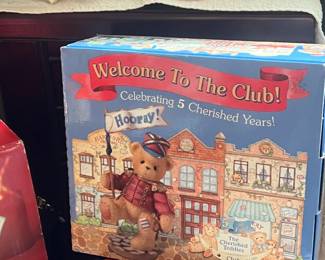 Welcome To The Club!
Celebrating 5 Cherished Years!
Hooray!
The
Cherished
Teddies